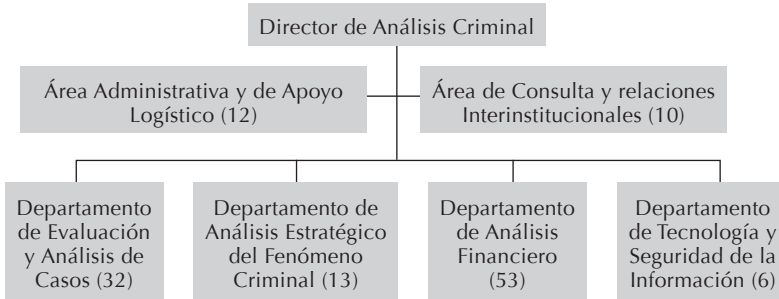 Director de Análisis Criminal
Área Administrativa y de Apoyo
Logístico (12)
Área de Consulta y relaciones
Interinstitucionales (10)
Departamento
de Evaluación
y Análisis de
Casos (32)
Departamento de
Análisis Estratégico
del Fenómeno
Criminal (13)
Departamento
de Análisis
Financiero
(53)
Departamento
de Tecnología y
Seguridad de la
Información (6)